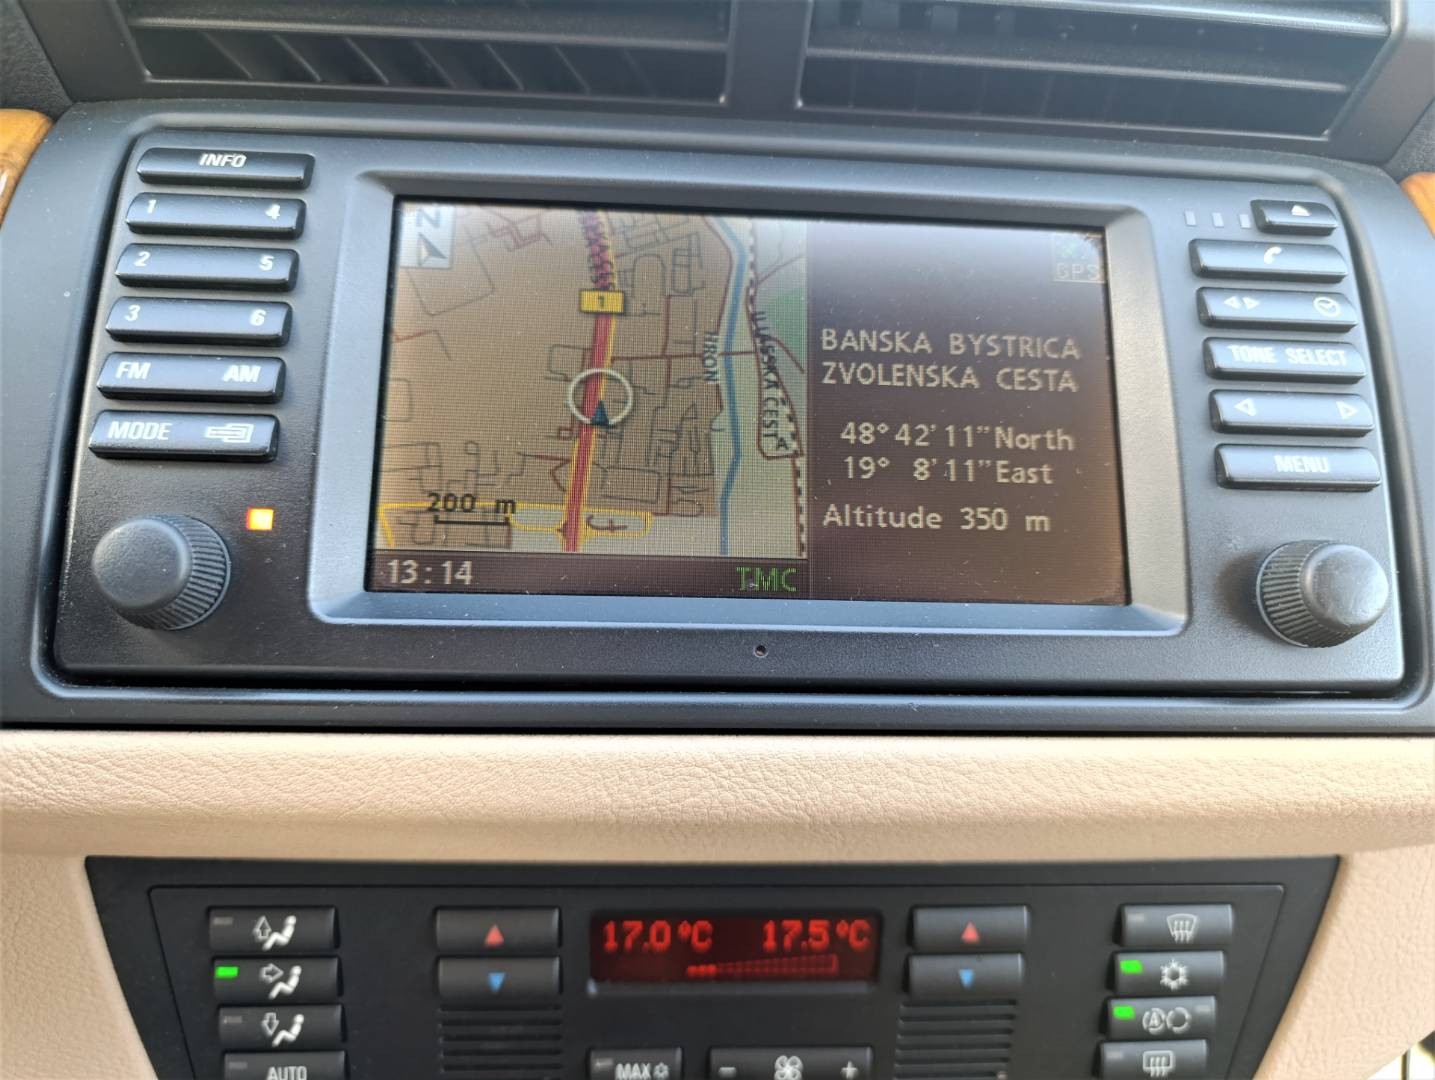 INFO
1 4
2 5
3 6
FM AM
MODE
N
1
HRON
200 m
13:14
TMC
GPS
BANSKA BYSTRICA
ZVOLENSKA CESTA
48° 42' 11" North
19° 8' 11" East
Altitude 350 m
TONE SELECT
MENU
17.0°C 17.5°C
AUTO
MAX
- +
A